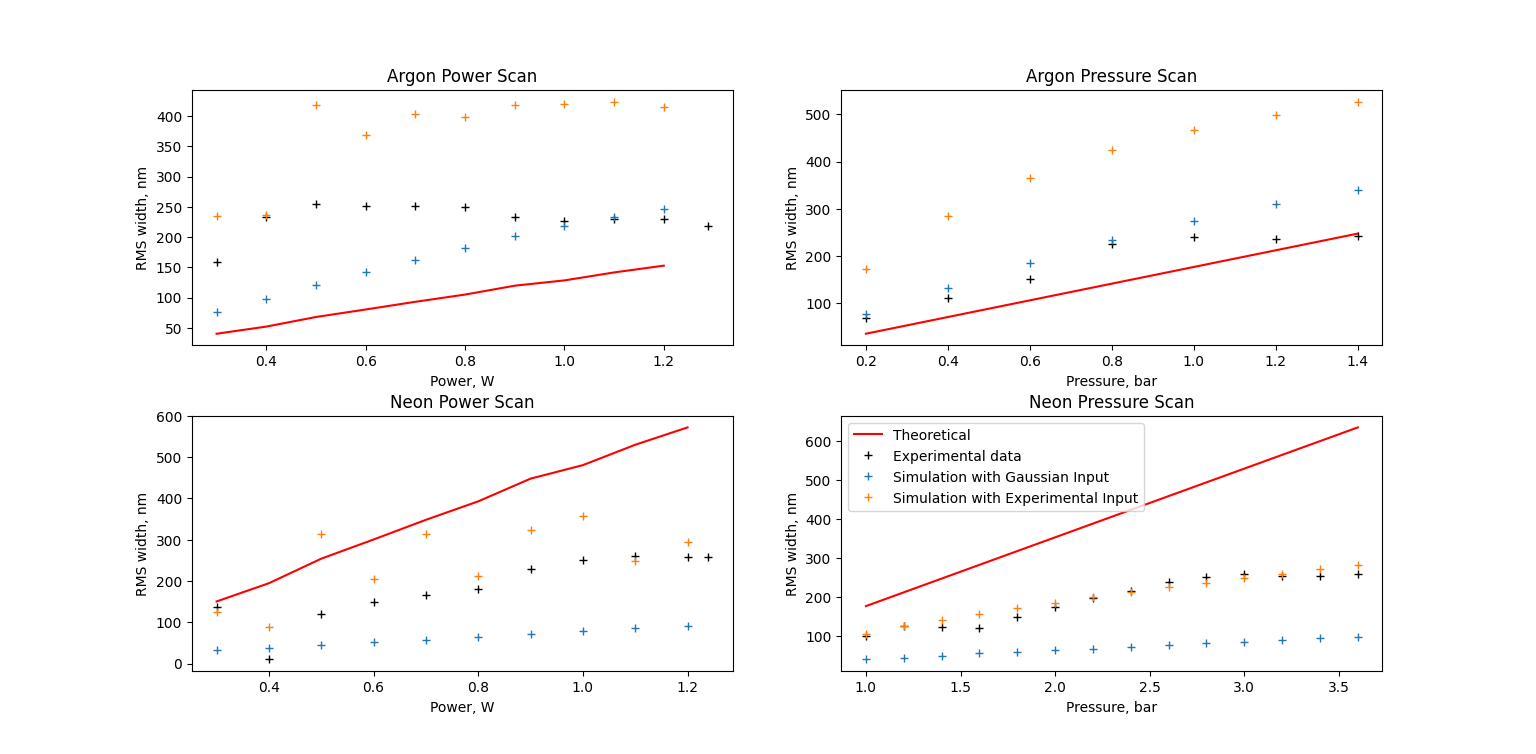 Argon Power Scan
400
350
300
250
200
150
100
50
RMS width, nm
0.4 0.6 0.8 1.0 1.2
Power, W
Argon Pressure Scan
500
400
300
200
100
RMS width, nm
0.2 0.4 0.6 0.8 1.0 1.2 1.4
Pressure, bar
Neon Power Scan
600
500
400
300
200
100
0
RMS width, nm
0.4 0.6 0.8 1.0 1.2
Power, W
Neon Pressure Scan
Theoretical
Experimental data
Simulation with Gaussian Input
Simulation with Experimental Input
600
500
400
300
200
100
RMS width, nm
1.0 1.5 2.0 2.5 3.0 3.5
Pressure, bar